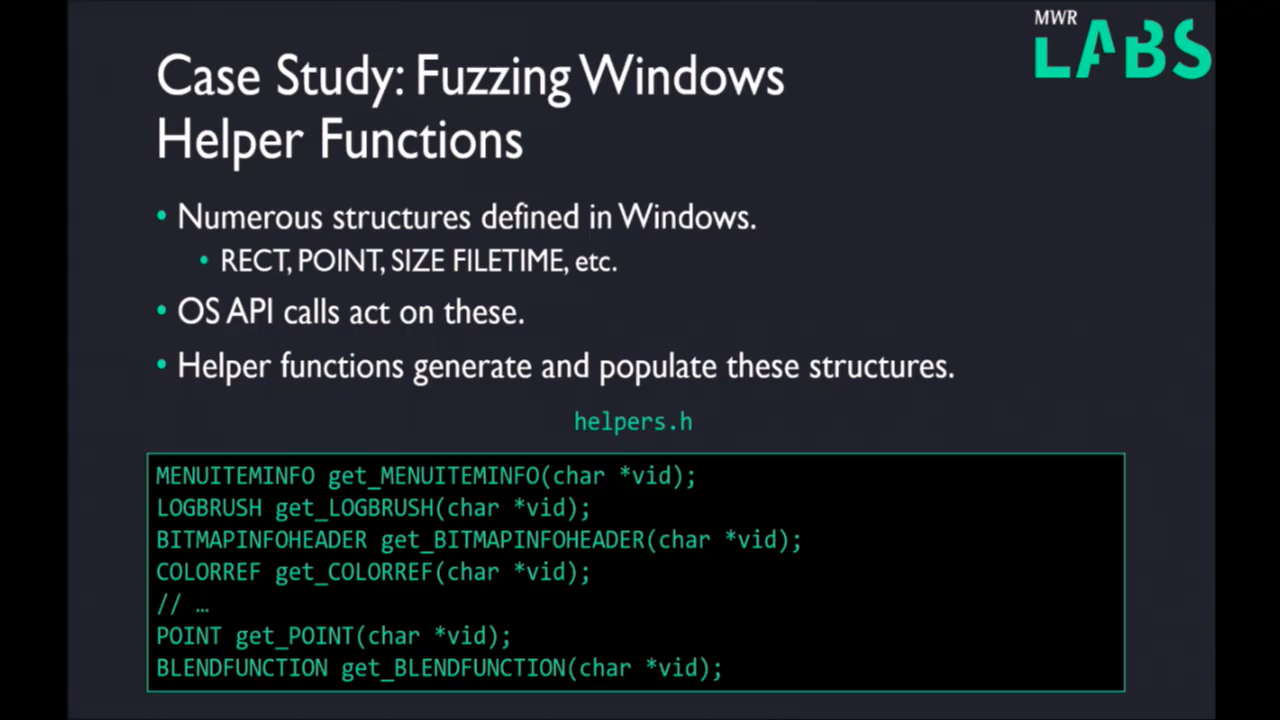 MWR
LABS
Case Study: Fuzzing Windows
Helper Functions
• Numerous structures defined in Windows.
• RECT, POINT, SIZE FILETIME, etc.
• OS API calls act on these.
• Helper functions generate and populate these structures.
helpers.h
MENUITEMINFO get_MENUITEMINFO(char *vid);
LOGBRUSH get_LOGBRUSH(char *vid);
BITMAPINFOHEADER get_BITMAPINFOHEADER(char *vid);
COLORREF get_COLORREF(char *vid);
// …
POINT get_POINT(char *vid);
BLENDFUNCTION get_BLENDFUNCTION(char *vid);